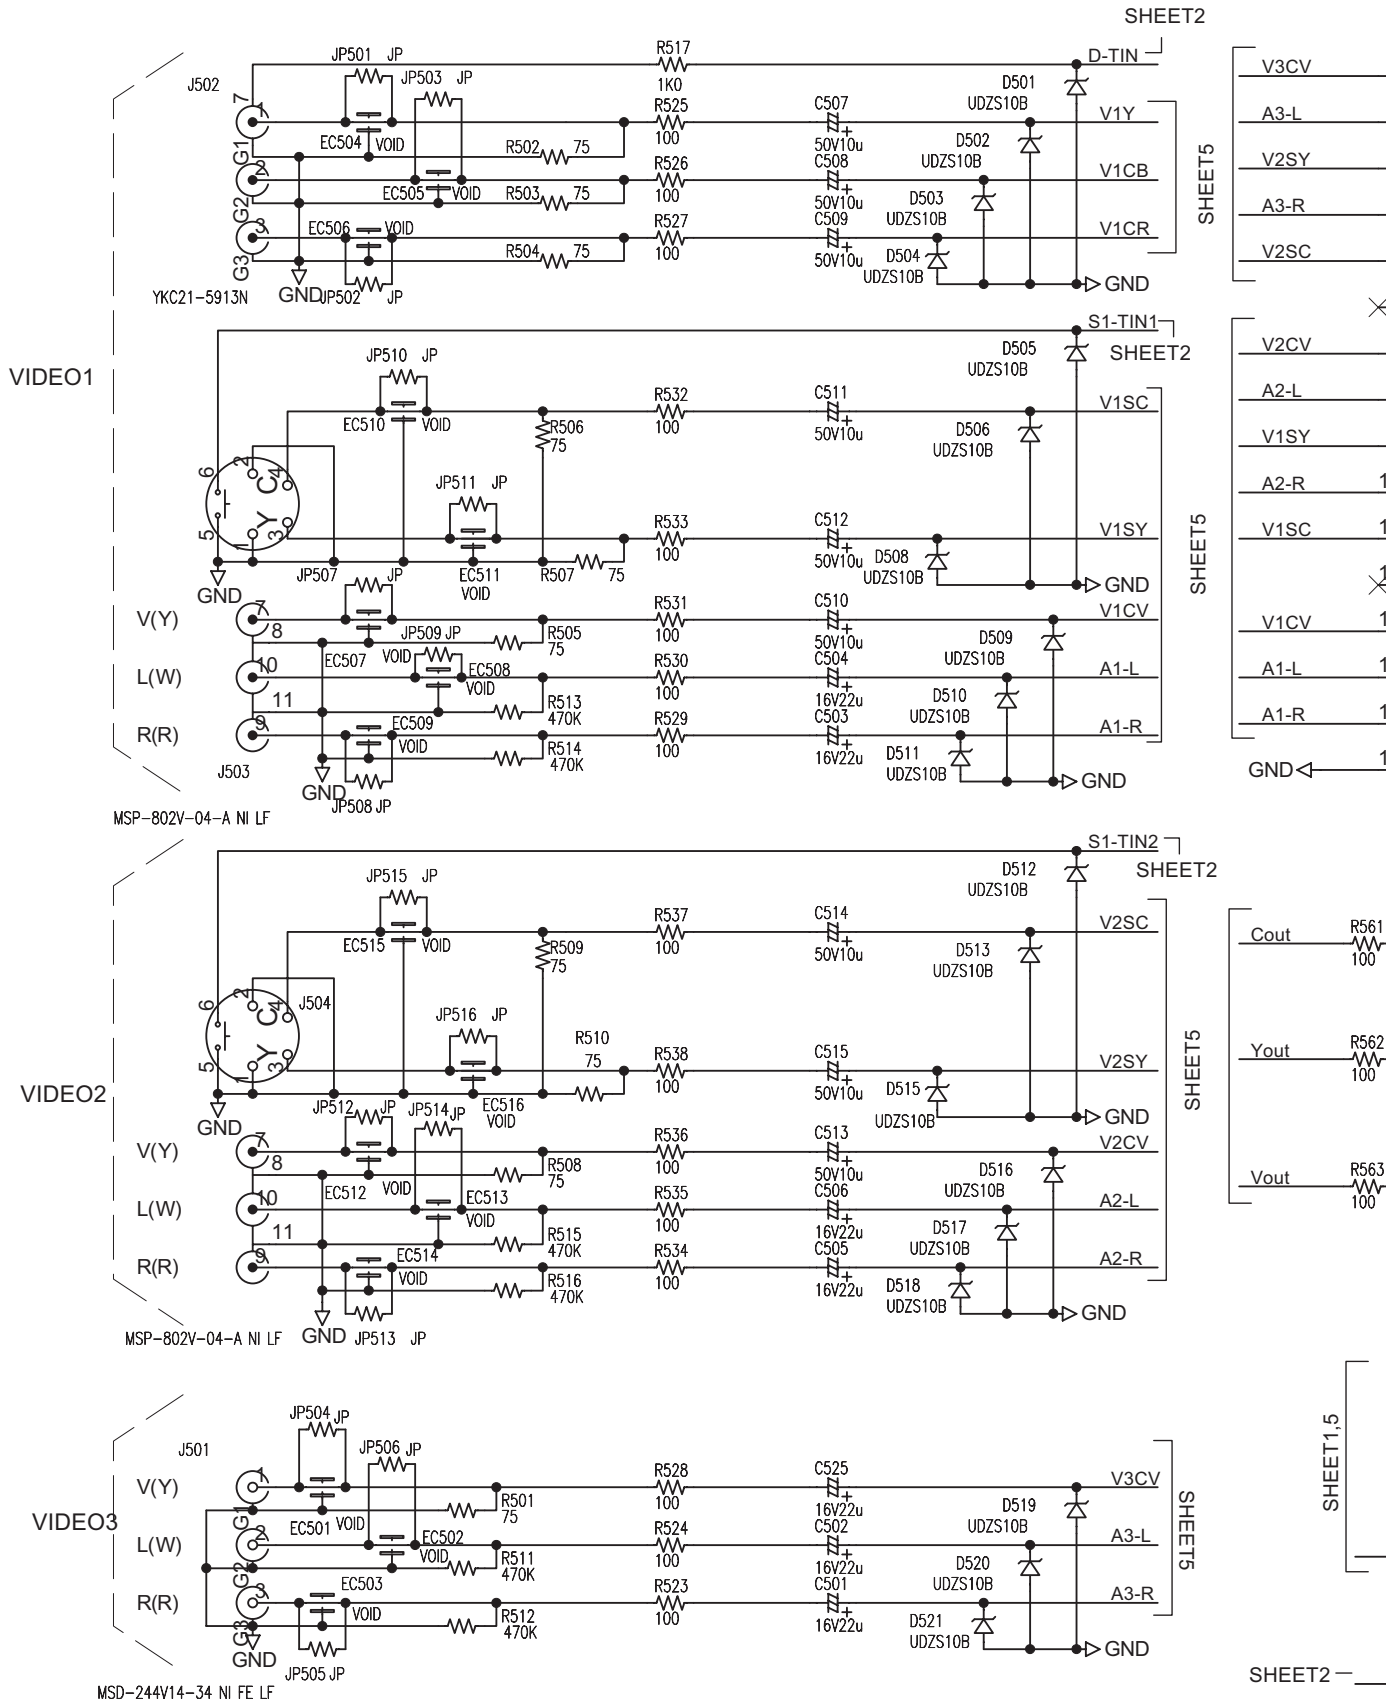 SHEET2
JP501 JP
R517
D-TIN
V3CV
J502
JP503 JP
1K0
D501
UDZS10B
7
1
R525
C507
V1Y
A3-L
EC504 VOID
R502 75
100
50V10u
D502
UDZS10B
G1
2
R526
C508
V1CB
V2SY
EC505 VOID
R503 75
100
50V10u
D503
UDZS10B
SHEET5
A3-R
G2
3
EC506 VOID
R527
C509
V1CR
R504 75
100
50V10u
D504
UDZS10B
V2SC
G3
YKC21-5913N
GND
JP502 JP
GND
S1-TIN1
SHEET2
VIDEO1
JP510 JP
D505
UDZS10B
V2CV
R532
C511
V1SC
A2-L
EC510 VOID
R506
75
100
50V10u
D506
UDZS10B
V1SY
6
2
C
4
JP511 JP
A2-R
1
5
Y
3
1
R533
C512
V1SY
SHEET5
V1SC
1
JP507 JP
EC511
VOID
R507 75
100
50V10u
D508
UDZS10B
GND
GND
1
V(Y)
7
8
R531
C510
V1CV
V1CV
1
EC507 VOID
JP509 JP
R505
75
100
50V10u
D509
UDZS10B
L(W)
10
EC508
VOID
R530
C504
A1-L
A1-L
1
11
R513
470K
100
16V22u
D510
UDZS10B
R(R)
9
EC509
VOID
R529
C503
A1-R
A1-R
1
J503
R514
470K
100
16V22u
D511
UDZS10B
GND
JP508 JP
GND
GND
1
MSP-802V-04-A NI LF
S1-TIN2
SHEET2
JP515 JP
D512
UDZS10B
R537
C514
V2SC
EC515 VOID
R509
75
100
50V10u
D513
UDZS10B
Cout
R561
100
6
2
C
4
J504
JP516 JP
R510
75
5
Y
3
1
R538
C515
V2SY
SHEET5
Yout
R562
100
VIDEO2
EC516
VOID
100
50V10u
D515
UDZS10B
GND
GND
JP512 JP
JP514 JP
V(Y)
7
8
R536
C513
V2CV
EC512 VOID
R508
75
100
50V10u
D516
UDZS10B
Vout
R563
100
L(W)
10
EC513
VOID
R535
C506
A2-L
11
R515
470K
100
16V22u
D517
UDZS10B
R(R)
9
EC514
VOID
R534
C505
A2-R
R516
470K
100
16V22u
D518
UDZS10B
GND
JP513 JP
GND
MSP-802V-04-A NI LF
JP504 JP
J501
JP506 JP
SHEET1,5
V(Y)
1
R528
C525
V3CV
VIDEO3
G1
EC501 VOID
R501
75
100
16V22u
D519
UDZS10B
L(W)
2
EC502
VOID
R524
C502
A3-L
SHEET5
G2
R511
470K
100
16V22u
D520
UDZS10B
R(R)
3
EC503
VOID
R523
C501
A3-R
G3
R512
470K
100
16V22u
D521
UDZS10B
GND
JP505 JP
GND
MSD-244V14-34 NI FE LF
SHEET2